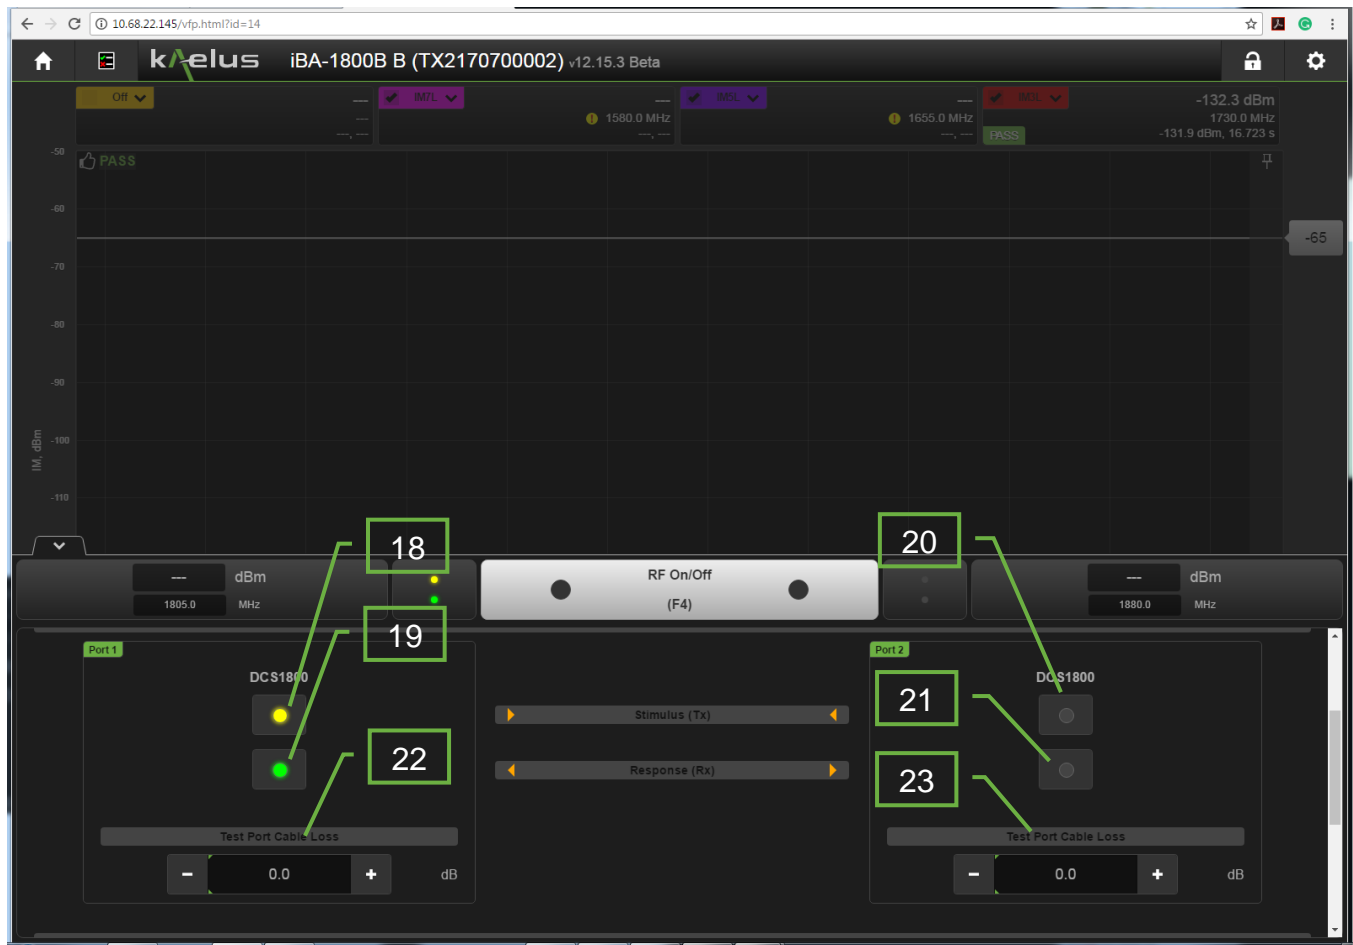 10.68.22.145/vfp.html?id=14
kaelus iBA-1800B B (TX2170700002) v12.15.3 Beta
Off --- IM7L --- IM5L --- IM3L -132.3 dBm
--- 1580.0 MHz 1655.0 MHz 1730.0 MHz
---, --- ---, --- ---, --- PASS -131.9 dBm, 16.723 s
-50
PASS
-60
-65
-70
-80
-90
-100
IM, dBm
-110
18
20
--- dBm
1805.0 MHz
RF On/Off
(F4)
--- dBm
1880.0 MHz
19
Port 1
DCS1800
Port 2
DCS1800
21
Stimulus (Tx)
22
Response (Rx)
23
Test Port Cable Loss
Test Port Cable Loss
- 0.0 + dB
- 0.0 + dB